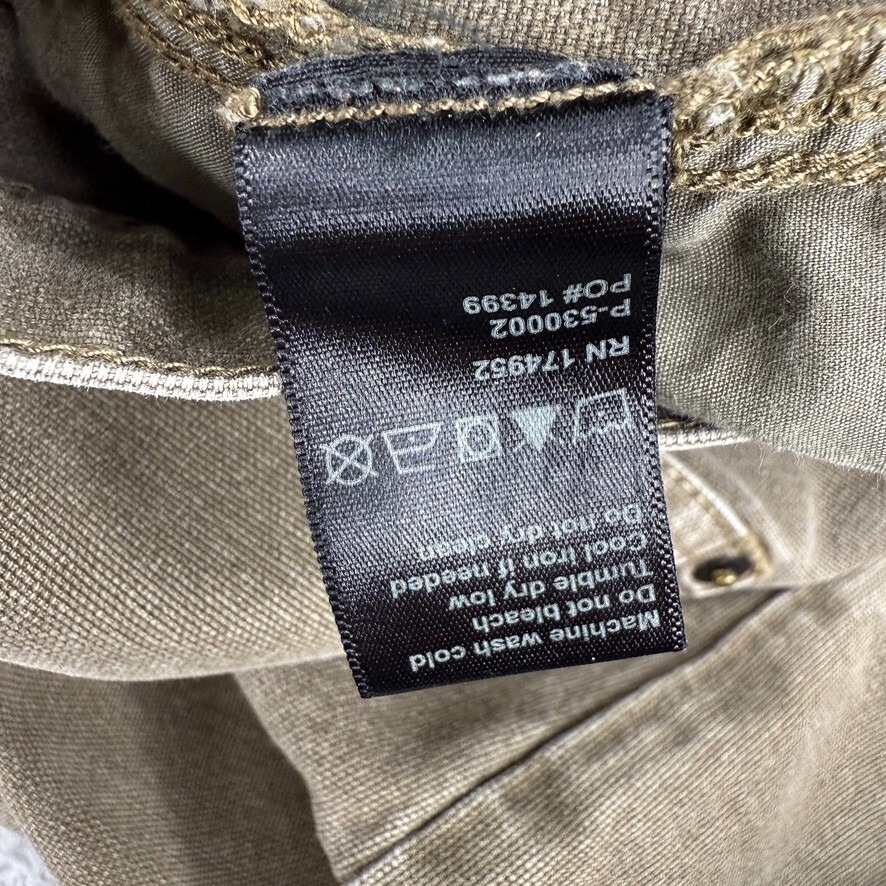 Machine wash cold
Do not bleach
Tumble dry low
Cool iron if needed
Do not dry clean
RN 174952
P-530002
PO# 14399